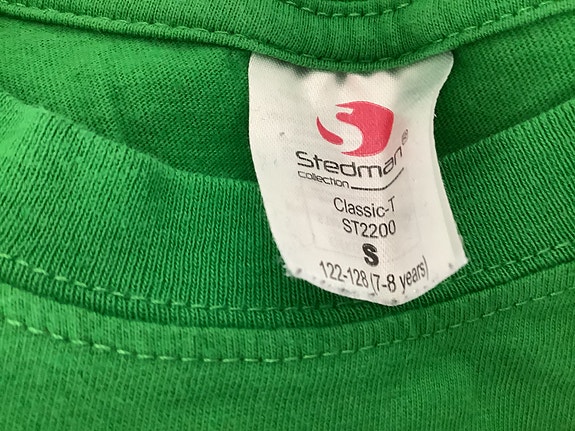 Stedman®
collection
Classic-T
ST2200
S
122-128 (7-8 years)